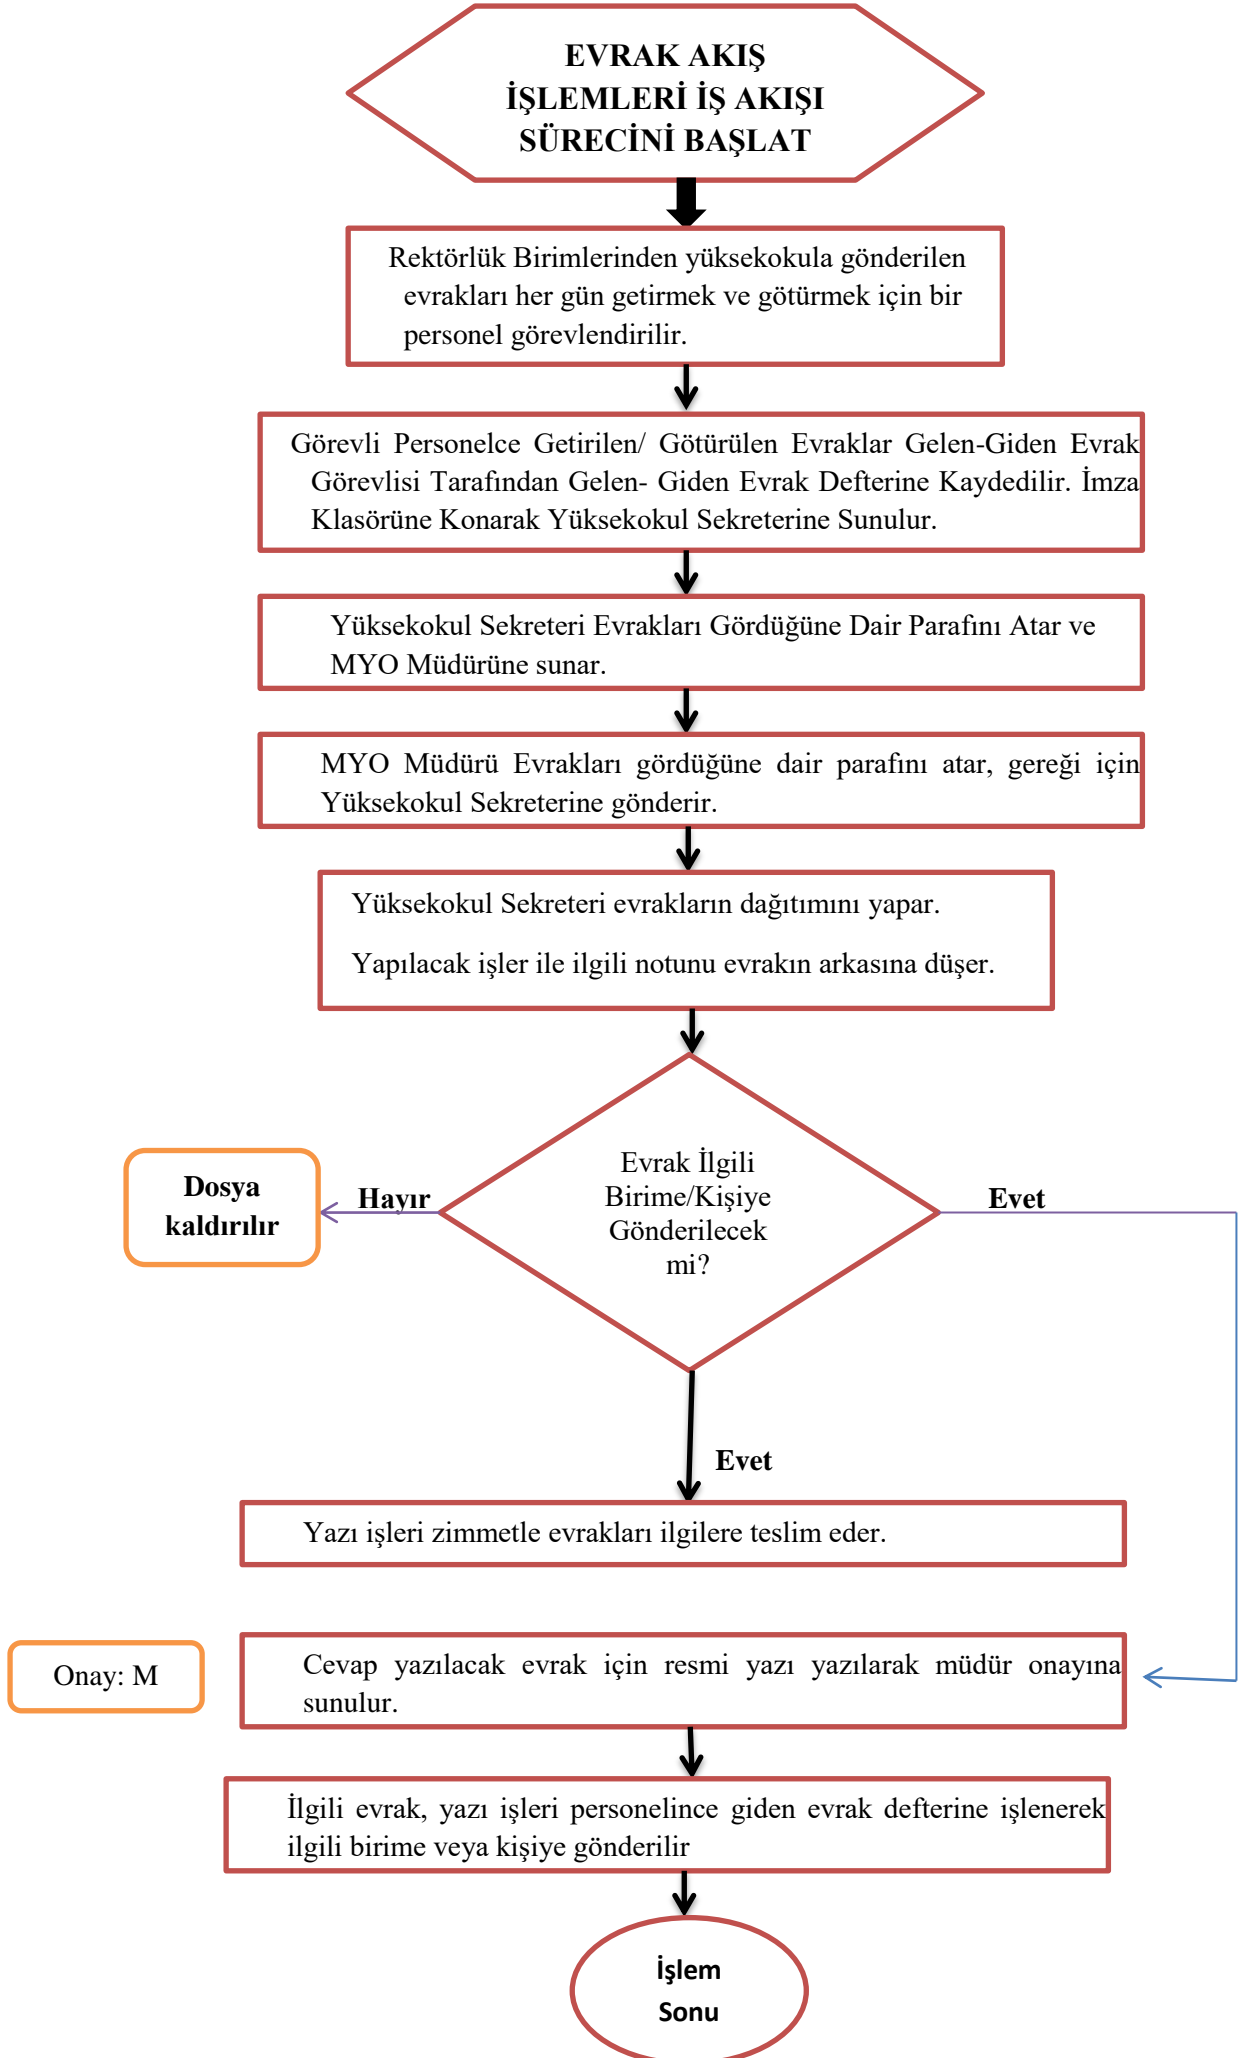 EVRAK AKIŞ
İŞLEMLERİ İŞ AKIŞI
SÜRECİNİ BAŞLAT
Rektörlük Birimlerinden yüksekokula gönderilen
evrakları her gün getirmek ve götürmek için bir
personel görevlendirilir.
Görevli Personelce Getirilen/ Götürülen Evraklar Gelen-Giden Evrak
Görevlisi Tarafından Gelen- Giden Evrak Defterine Kaydedilir. İmza
Klasörüne Konarak Yüksekokul Sekreterine Sunulur.
Yüksekokul Sekreteri Evrakları Gördüğüne Dair Parafını Atar ve
MYO Müdürüne sunar.
MYO Müdürü Evrakları gördüğüne dair parafını atar, gereği için
Yüksekokul Sekreterine gönderir.
Yüksekokul Sekreteri evrakların dağıtımını yapar.
Yapılacak işler ile ilgili notunu evrakın arkasına düşer.
Evrak İlgili
Birime/Kişiye
Gönderilecek
mi?
Dosya
kaldırılır
Hayır
Evet
Evet
Yazı işleri zimmetle evrakları ilgilere teslim eder.
Onay: M
Cevap yazılacak evrak için resmi yazı yazılarak müdür onayına
sunulur.
İlgili evrak, yazı işleri personelince giden evrak defterine işlenerek
ilgili birime veya kişiye gönderilir
İşlem
Sonu